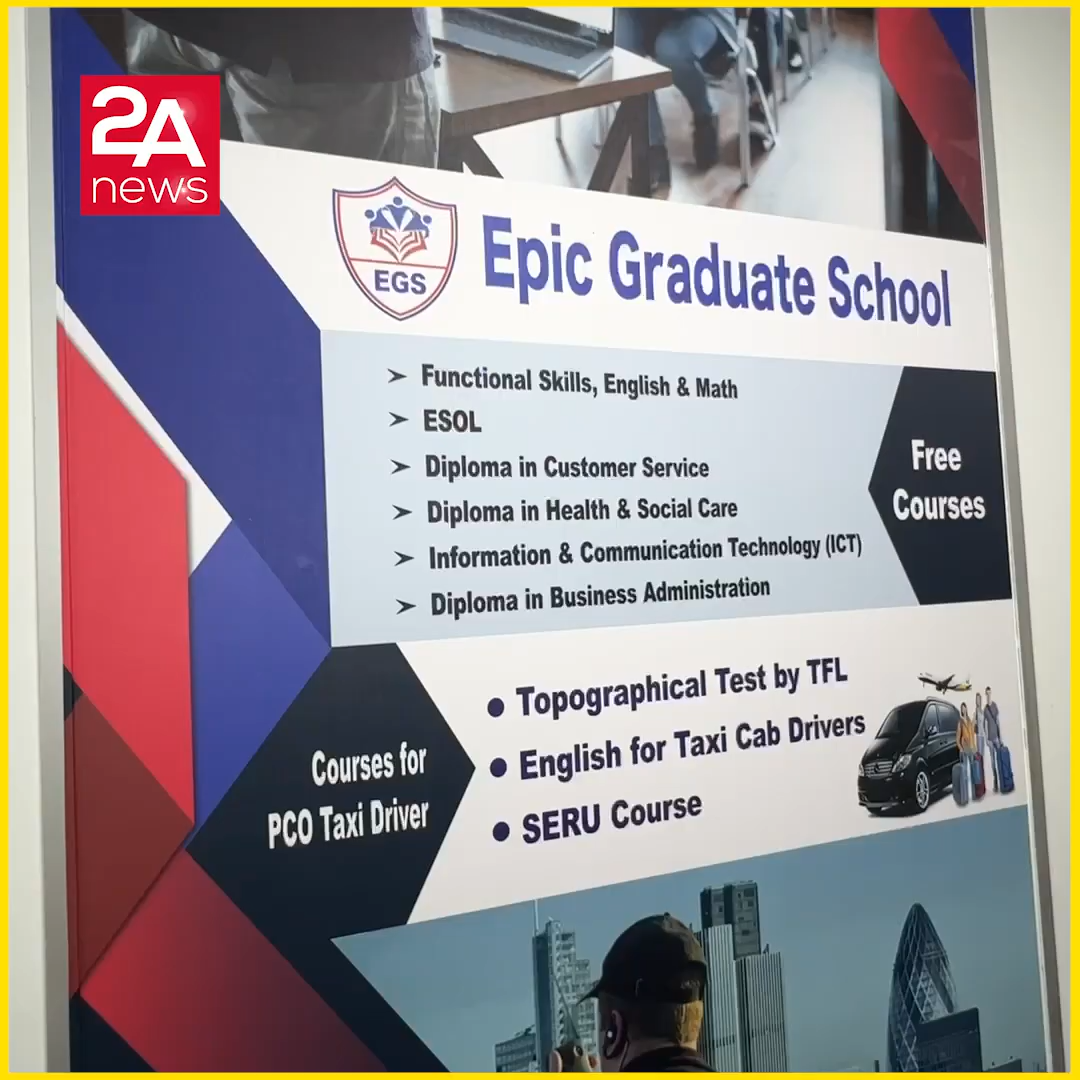 2A
news
EGS
Epic Graduate School
➢ Functional Skills, English & Math
➢ ESOL
➢ Diploma in Customer Service
➢ Diploma in Health & Social Care
➢ Information & Communication Technology (ICT)
➢ Diploma in Business Administration
Free
Courses
Courses for
PCO Taxi Driver
• Topographical Test by TFL
• English for Taxi Cab Drivers
• SERU Course